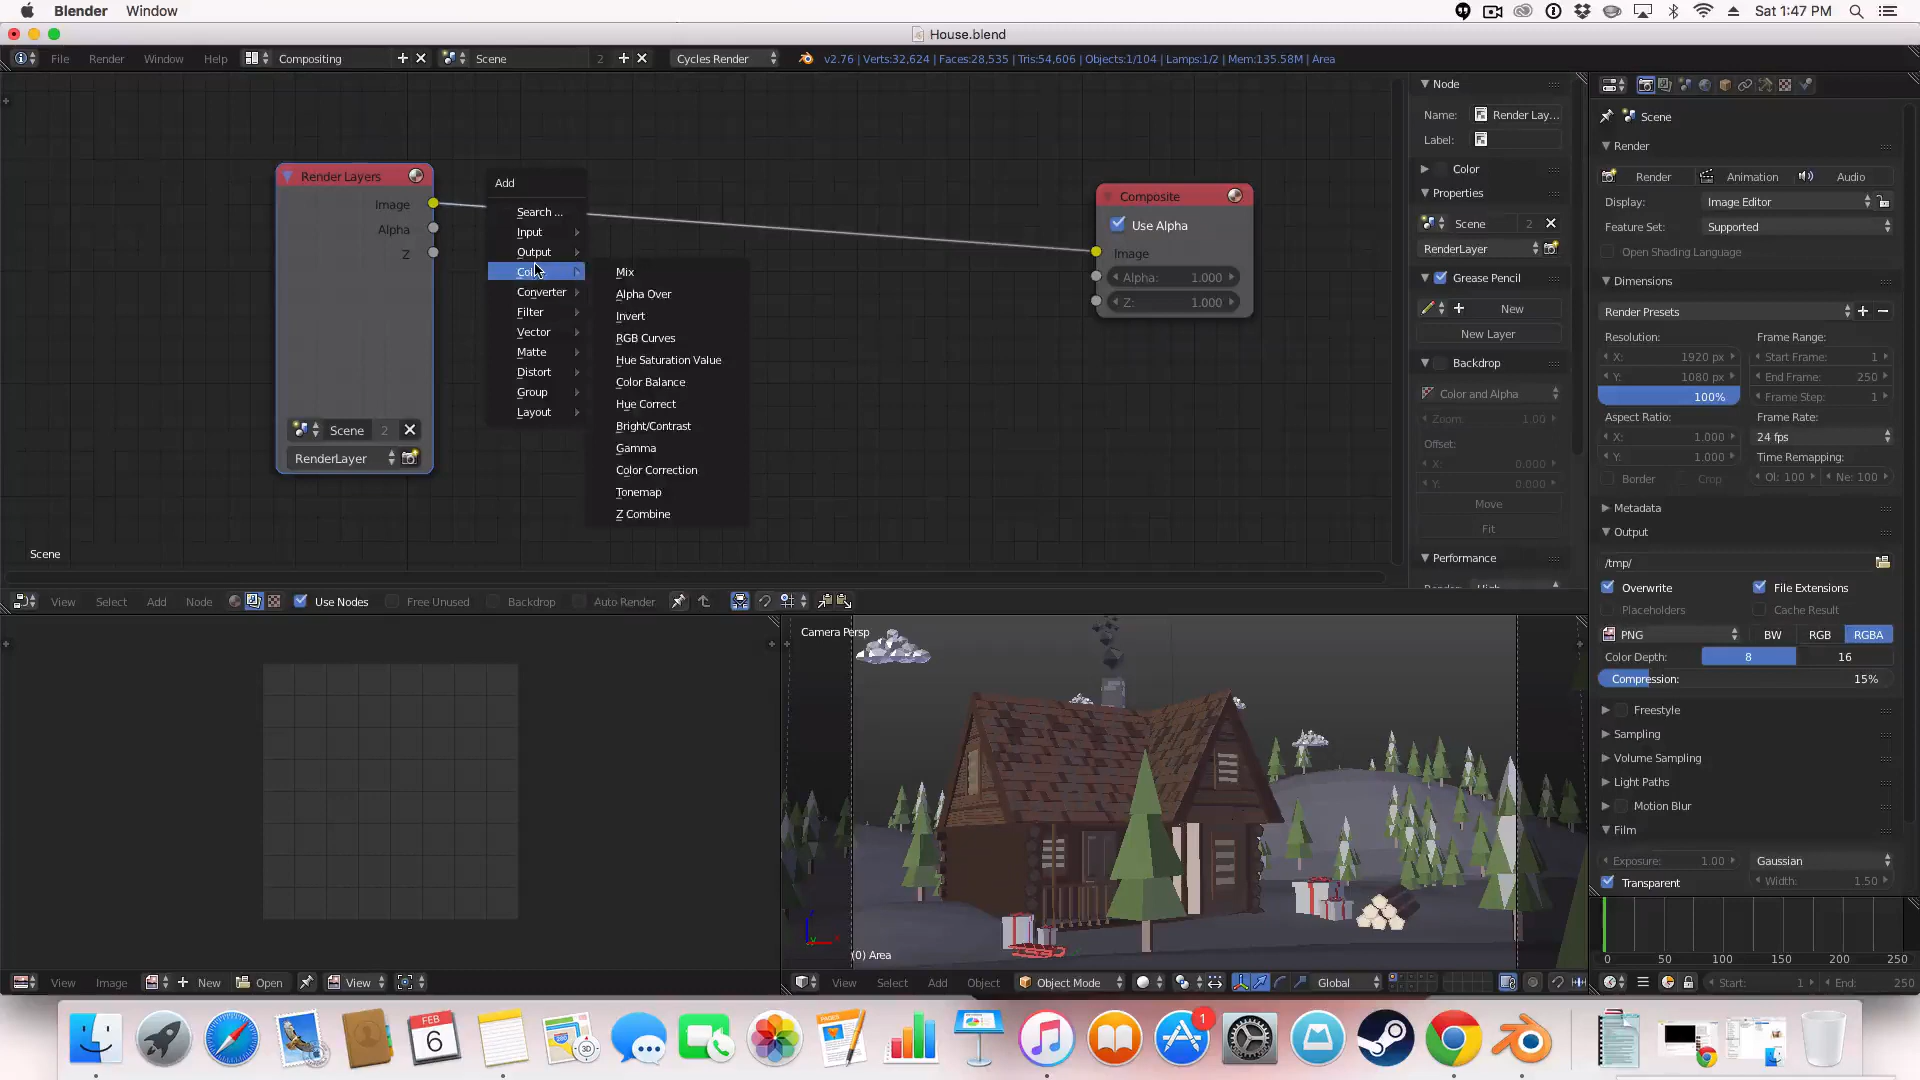 Blender Window Sat 1:47 PM
House.blend
File Render Window Help Compositing Scene 2 Cycles Render v2.76 | Verts:32,624 | Faces:28,535 | Tris:54,606 | Objects:1/104 | Lamps:1/2 | Mem:135.58M | Area
Render Layers
Image
Alpha
Z
Scene 2
RenderLayer
Add
Search ...
Input
Output
Converter
Filter
Vector
Matte
Distort
Group
Layout
Mix
Alpha Over
Invert
RGB Curves
Hue Saturation Value
Color Balance
Hue Correct
Bright/Contrast
Gamma
Color Correction
Tonemap
Z Combine
Composite
Use Alpha
Image
Alpha: 1.000
Z: 1.000
Scene
Node
Name: Render Lay...
Label:
Color
Properties
Scene 2
RenderLayer
Grease Pencil
New
New Layer
Backdrop
Color and Alpha
Zoom: 1.00
Offset:
X: 0.000
Y: 0.000
Move
Fit
Performance
Scene
Render
Render Animation Audio
Display: Image Editor
Feature Set: Supported
Open Shading Language
Dimensions
Render Presets
Resolution: Frame Range:
X: 1920 px Start Frame: 1
Y: 1080 px End Frame: 250
100% Frame Step: 1
Aspect Ratio: Frame Rate:
X: 1.000 24 fps
Y: 1.000 Time Remapping:
Border Crop Ol: 100 Ne: 100
Metadata
Output
/tmp/
Overwrite File Extensions
Placeholders Cache Result
PNG BW RGB RGBA
Color Depth: 8 16
Compression: 15%
Freestyle
Sampling
Volume Sampling
Light Paths
Motion Blur
Film
Exposure: 1.00 Gaussian
Transparent Width: 1.50
View Select Add Node Use Nodes Free Unused Backdrop Auto Render
Camera Persp
(0) Area
View Image New Open View
View Select Add Object Object Mode Global
0 50 100 150 200 250
Start: 1 End: 250
FEB
6
3D
PAGES
1